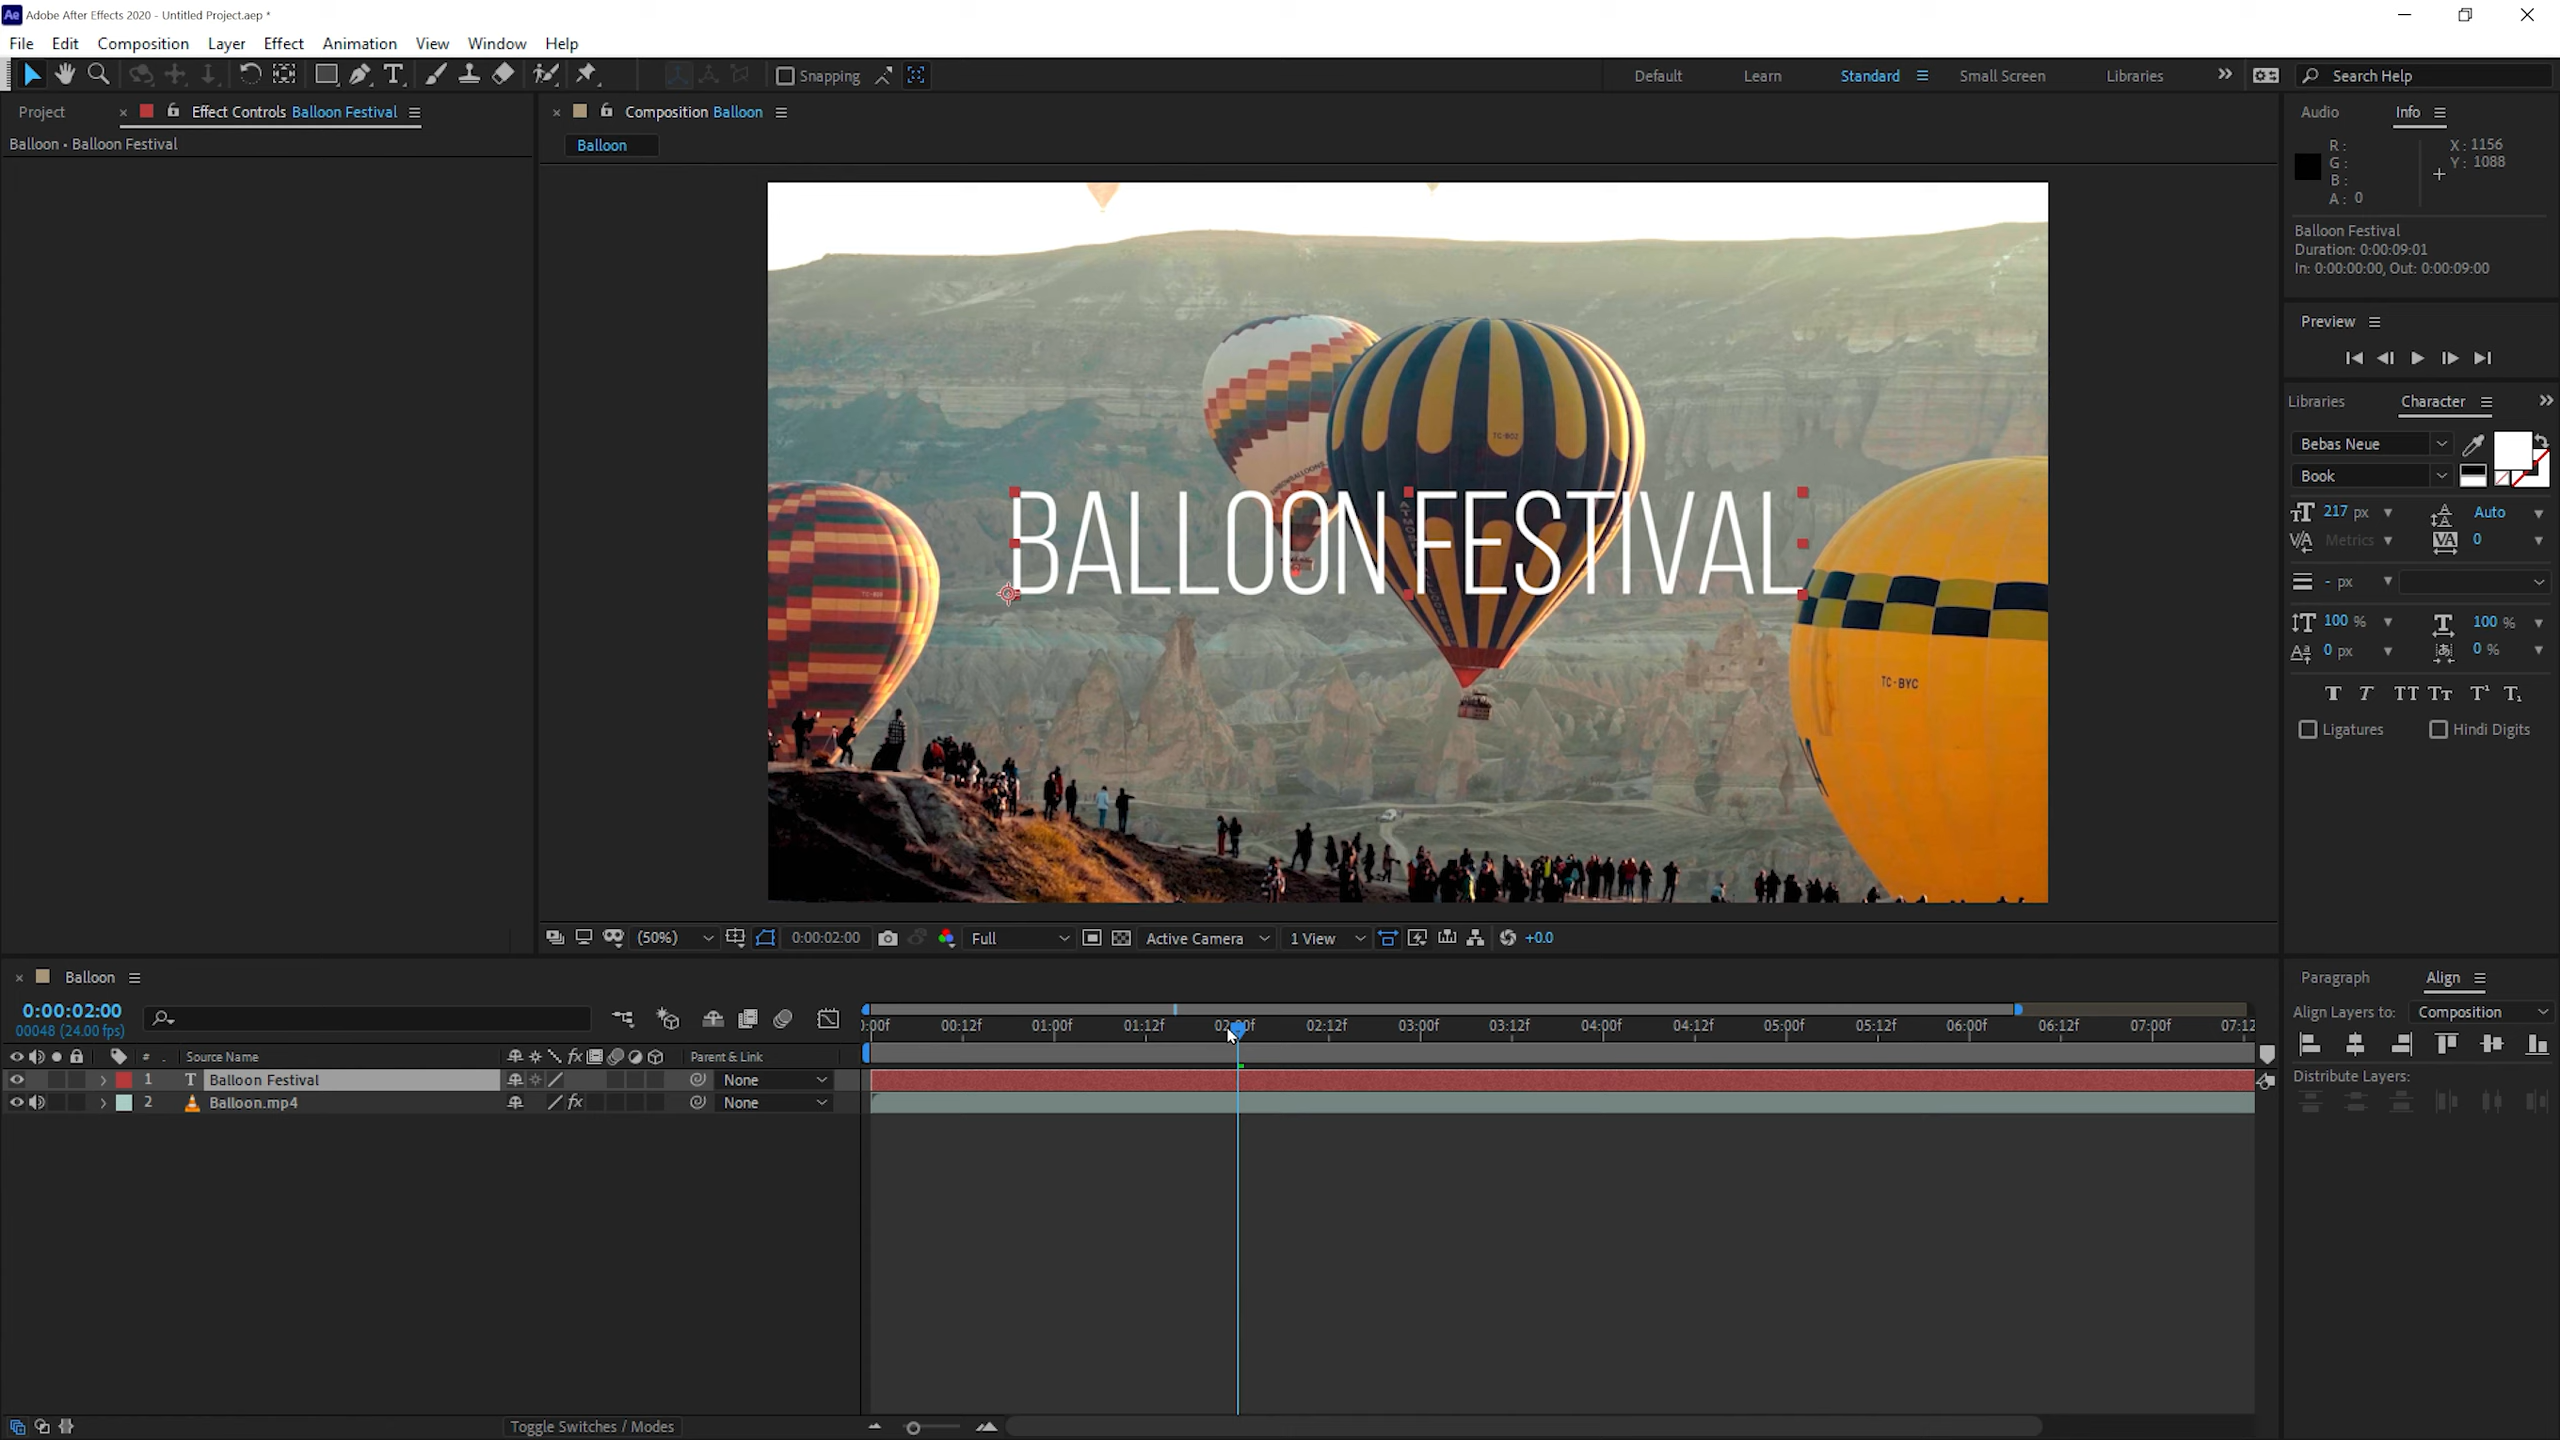 Ae Adobe After Effects 2020 - Untitled Project.aep *
File Edit Composition Layer Effect Animation View Window Help
Snapping Default Learn Standard Small Screen Libraries Search Help
Project Effect Controls Balloon Festival
Balloon • Balloon Festival
Composition Balloon
Balloon
BALLOON FESTIVAL
TC-BYC
(50%) 0:00:02:00 Full Active Camera 1 View +0.0
Audio Info
R :
G :
B :
A : 0
X : 1156
Y : 1088
Balloon Festival
Duration: 0:00:09:01
In: 0:00:00:00, Out: 0:00:09:00
Preview
Libraries Character
Bebas Neue
Book
217 px Auto
Metrics 0
- px
100 % 100 %
0 px 0 %
Ligatures Hindi Digits
Balloon
0:00:02:00
00048 (24.00 fps)
):00f 00:12f 01:00f 01:12f 02:00f 02:12f 03:00f 03:12f 04:00f 04:12f 05:00f 05:12f 06:00f 06:12f 07:00f 07:12
# Source Name Parent & Link
1 T Balloon Festival None
2 Balloon.mp4 fx None
Toggle Switches / Modes
Paragraph Align
Align Layers to: Composition
Distribute Layers: